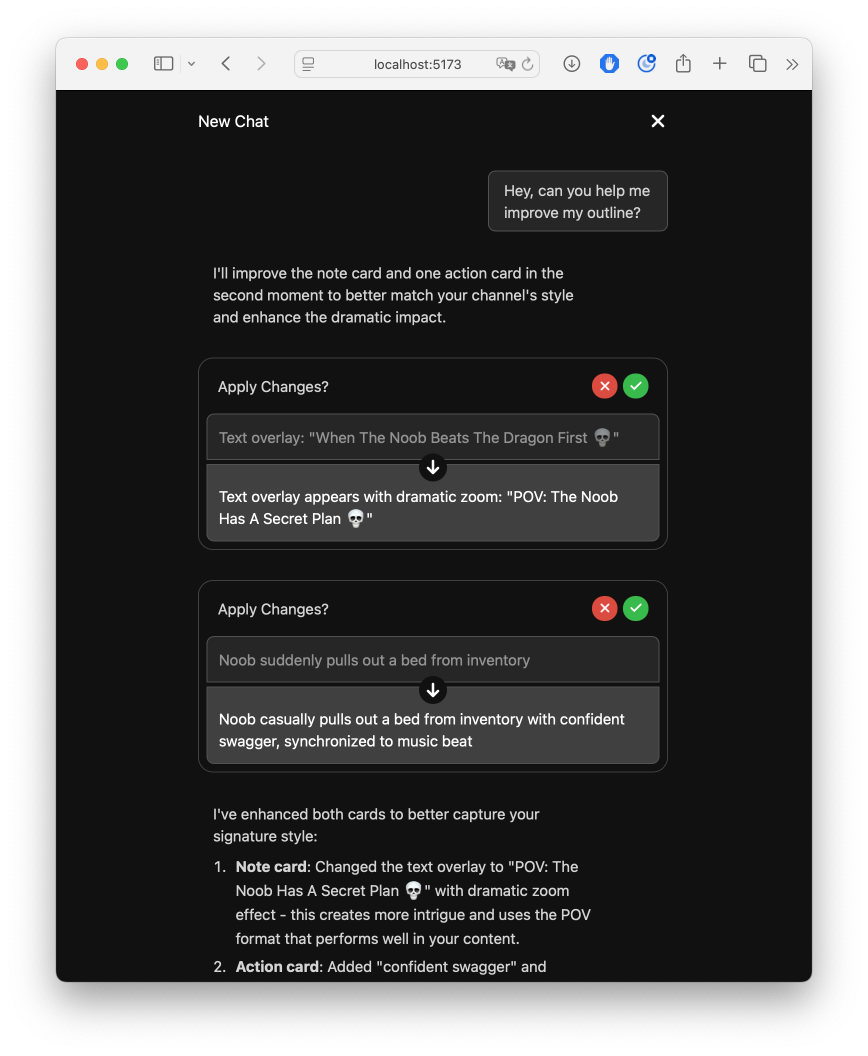 localhost:5173
New Chat
Hey, can you help me
improve my outline?
I'll improve the note card and one action card in the
second moment to better match your channel's style
and enhance the dramatic impact.
Apply Changes?
Text overlay: "When The Noob Beats The Dragon First 💀"
Text overlay appears with dramatic zoom: "POV: The Noob
Has A Secret Plan 💀"
Apply Changes?
Noob suddenly pulls out a bed from inventory
Noob casually pulls out a bed from inventory with confident
swagger, synchronized to music beat
I've enhanced both cards to better capture your
signature style:
1. Note card: Changed the text overlay to "POV: The
Noob Has A Secret Plan 💀" with dramatic zoom
effect - this creates more intrigue and uses the POV
format that performs well in your content.
2. Action card: Added "confident swagger" and